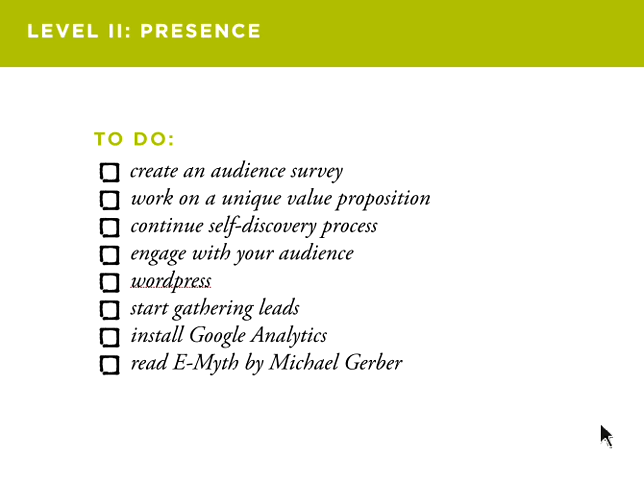 LEVEL II: PRESENCE
TO DO:
create an audience survey
work on a unique value proposition
continue self-discovery process
engage with your audience
wordpress
start gathering leads
install Google Analytics
read E-Myth by Michael Gerber